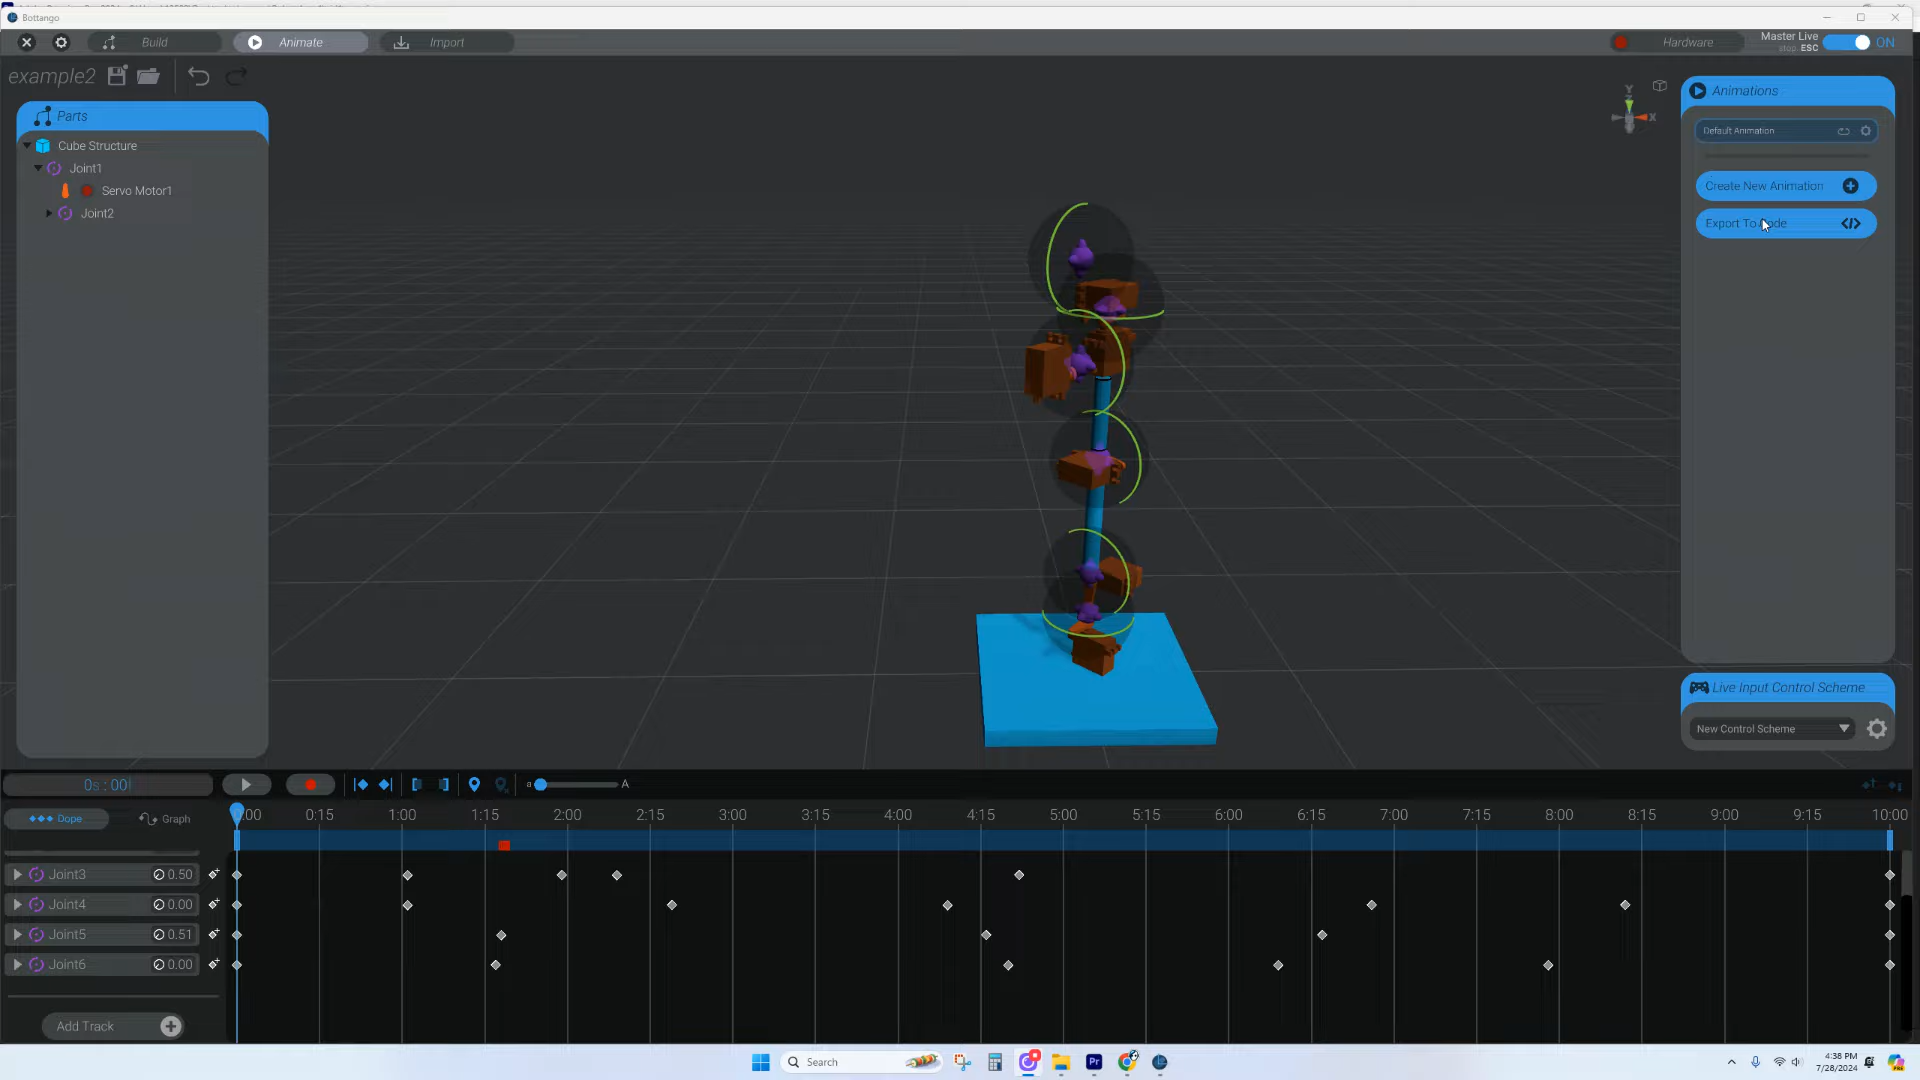 Bottango
Build
Animate
Import
Hardware
Master Live
stop ESC
ON
example2
Parts
Cube Structure
Joint1
Servo Motor1
Joint2
Y
Z
X
Animations
Default Animation
Create New Animation
Export To Code
Live Input Control Scheme
New Control Scheme
0s : 00f
a
A
Dope
Graph
0:00 0:15 1:00 1:15 2:00 2:15 3:00 3:15 4:00 4:15 5:00 5:15 6:00 6:15 7:00 7:15 8:00 8:15 9:00 9:15 10:00
Joint3 0.50
Joint4 0.00
Joint5 0.51
Joint6 0.00
Add Track
Search
Pr
4:38 PM
7/28/2024